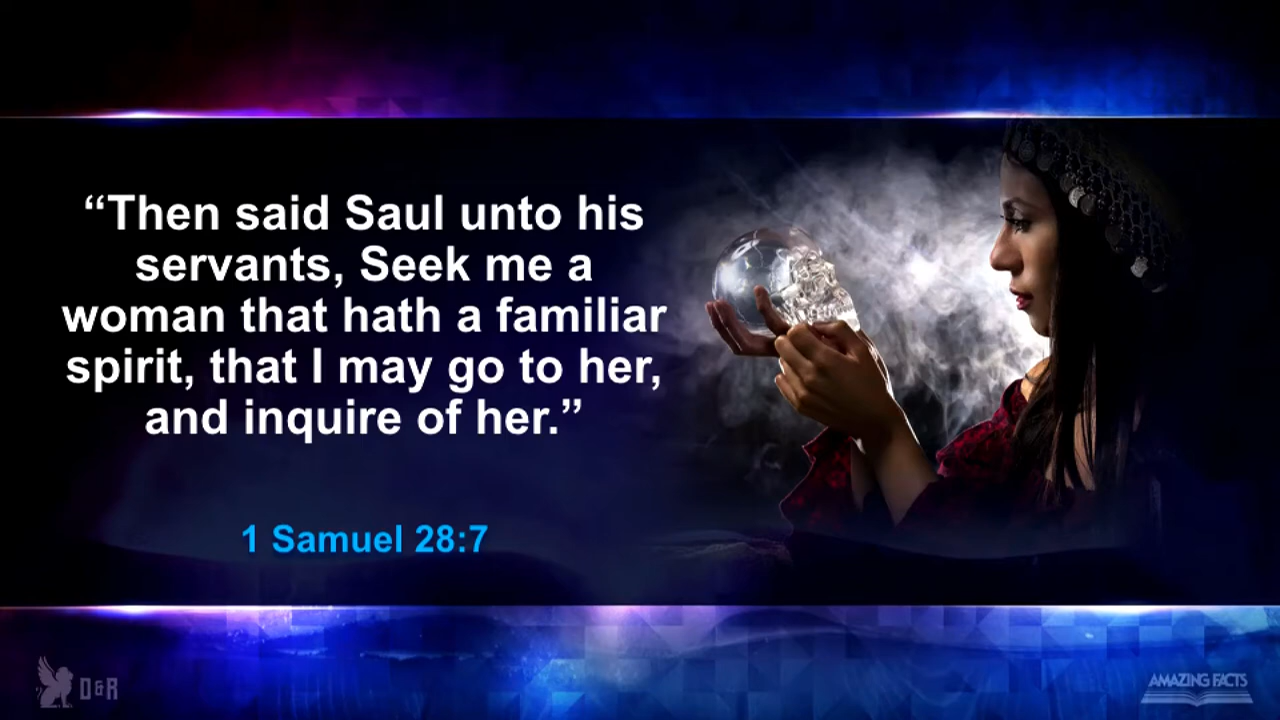 “Then said Saul unto his
servants, Seek me a
woman that hath a familiar
spirit, that I may go to her,
and inquire of her.”
1 Samuel 28:7
D&R
AMAZING FACTS